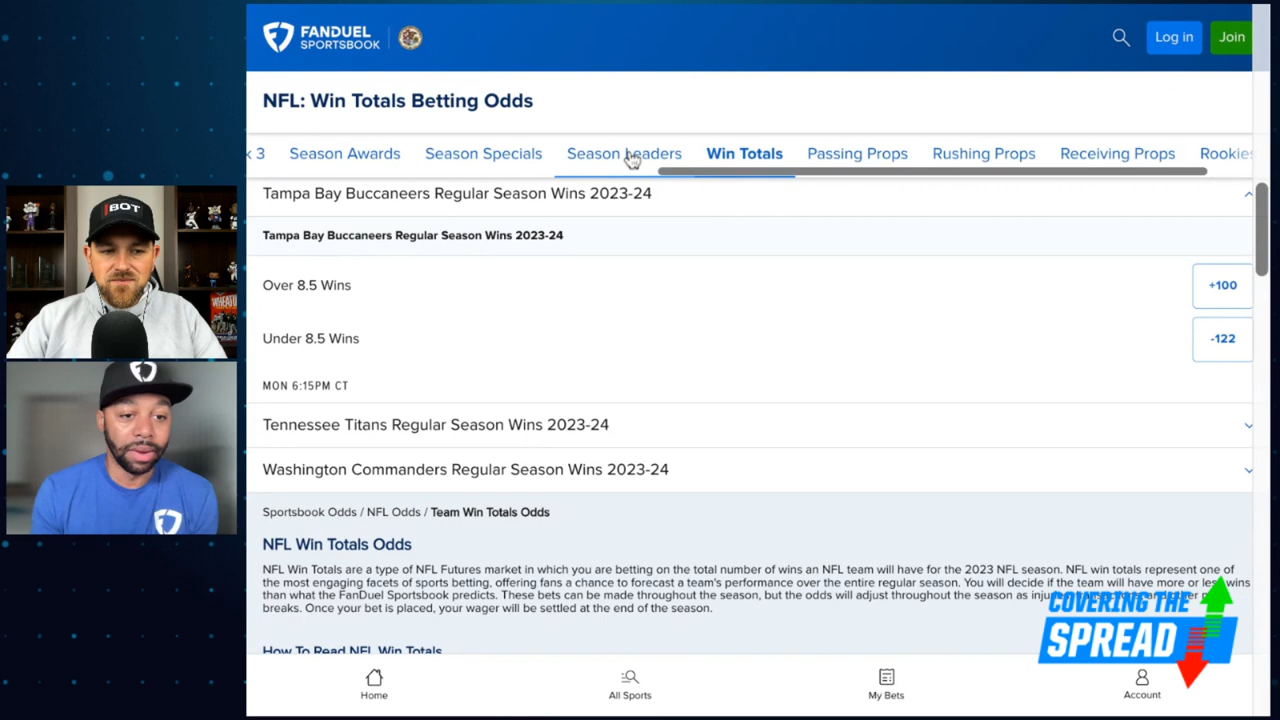 FANDUEL
SPORTSBOOK
Log in
Join
NFL: Win Totals Betting Odds
k 3 Season Awards Season Specials Season Leaders Win Totals Passing Props Rushing Props Receiving Props Rookies
Tampa Bay Buccaneers Regular Season Wins 2023-24
Tampa Bay Buccaneers Regular Season Wins 2023-24
Over 8.5 Wins
+100
Under 8.5 Wins
-122
MON 6:15PM CT
Tennessee Titans Regular Season Wins 2023-24
Washington Commanders Regular Season Wins 2023-24
Sportsbook Odds / NFL Odds / Team Win Totals Odds
NFL Win Totals Odds
NFL Win Totals are a type of NFL Futures market in which you are betting on the total number of wins an NFL team will have for the 2023 NFL season. NFL win totals represent one of
the most engaging facets of sports betting, offering fans a chance to forecast a team's performance over the entire regular season. You will decide if the team will have more or less wins
than what the FanDuel Sportsbook predicts. These bets can be made throughout the season, but the odds will adjust throughout the season as
breaks. Once your bet is placed, your wager will be settled at the end of the season.
How To Read NFL Win Totals
Home
All Sports
My Bets
Account
COVERING THE
SPREAD
BOT
WHEATIES